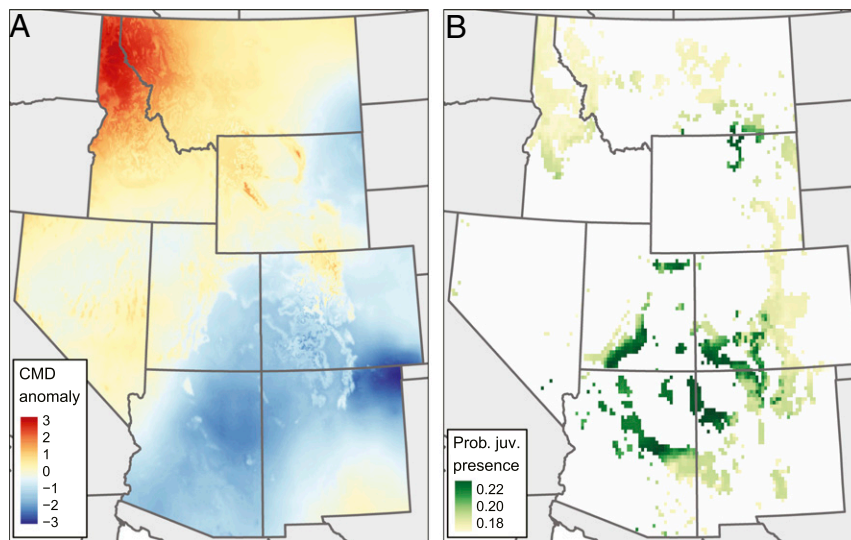 A
B
CMD
anomaly
3
2
1
0
−1
−2
−3
Prob. juv.
presence
0.22
0.20
0.18